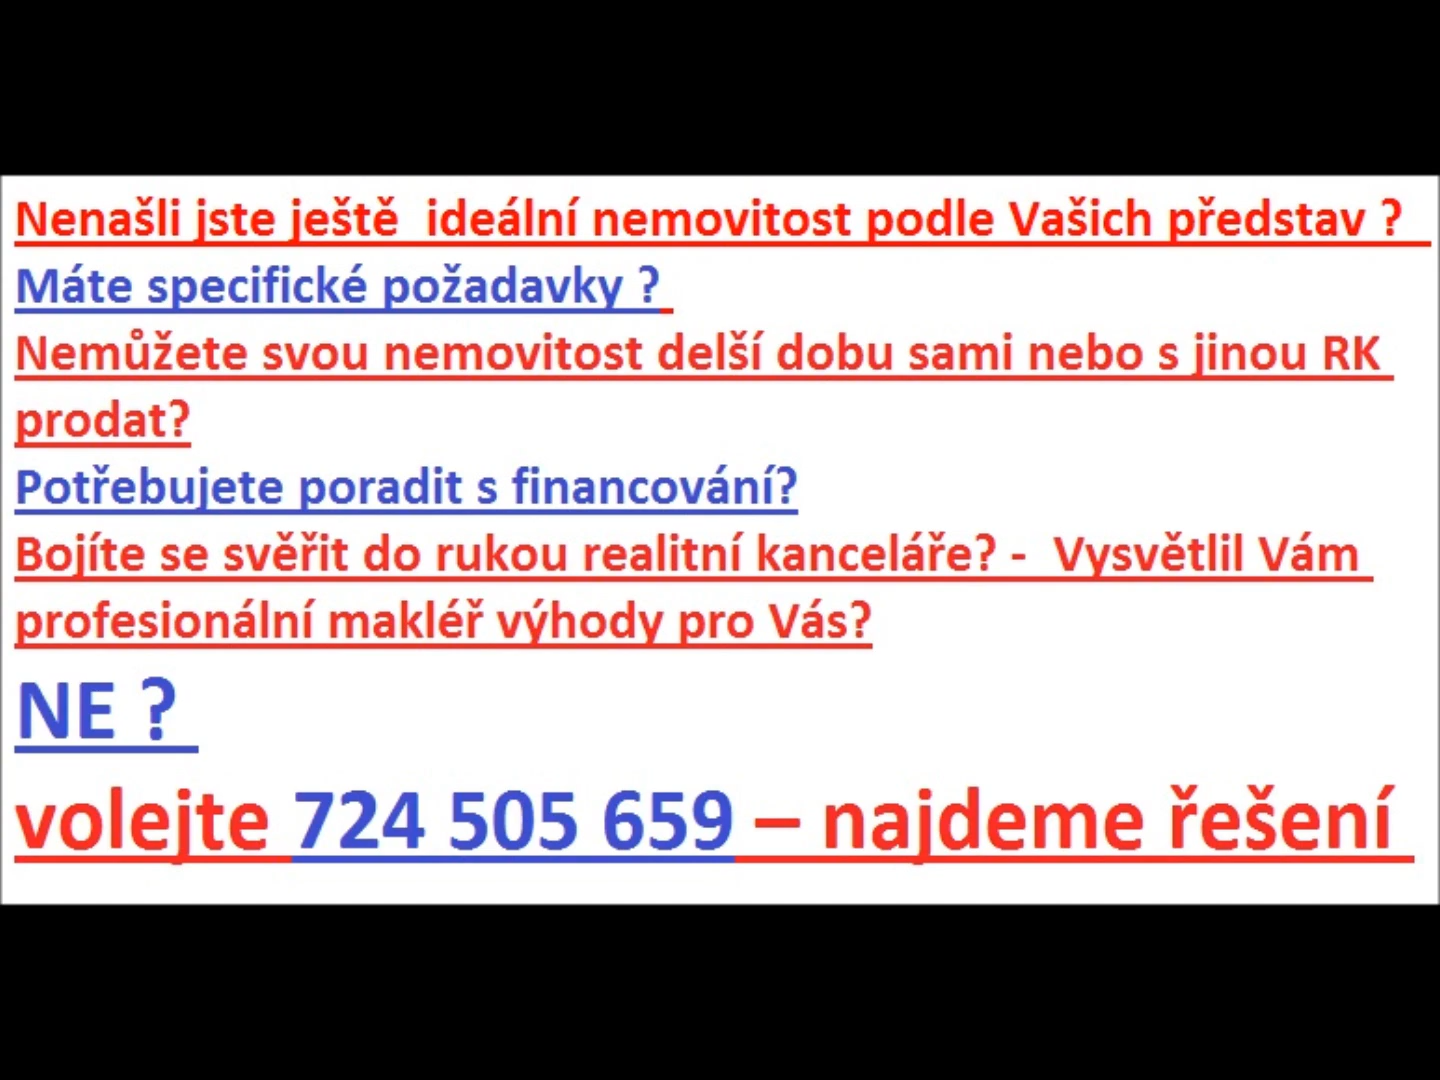 Nenašli jste ještě  ideální nemovitost podle Vašich představ ?
Máte specifické požadavky ?
Nemůžete svou nemovitost delší dobu sami nebo s jinou RK
prodat?
Potřebujete poradit s financování?
Bojíte se svěřit do rukou realitní kanceláře? -  Vysvětlil Vám
profesionální makléř výhody pro Vás?
NE ?
volejte 724 505 659 – najdeme řešení